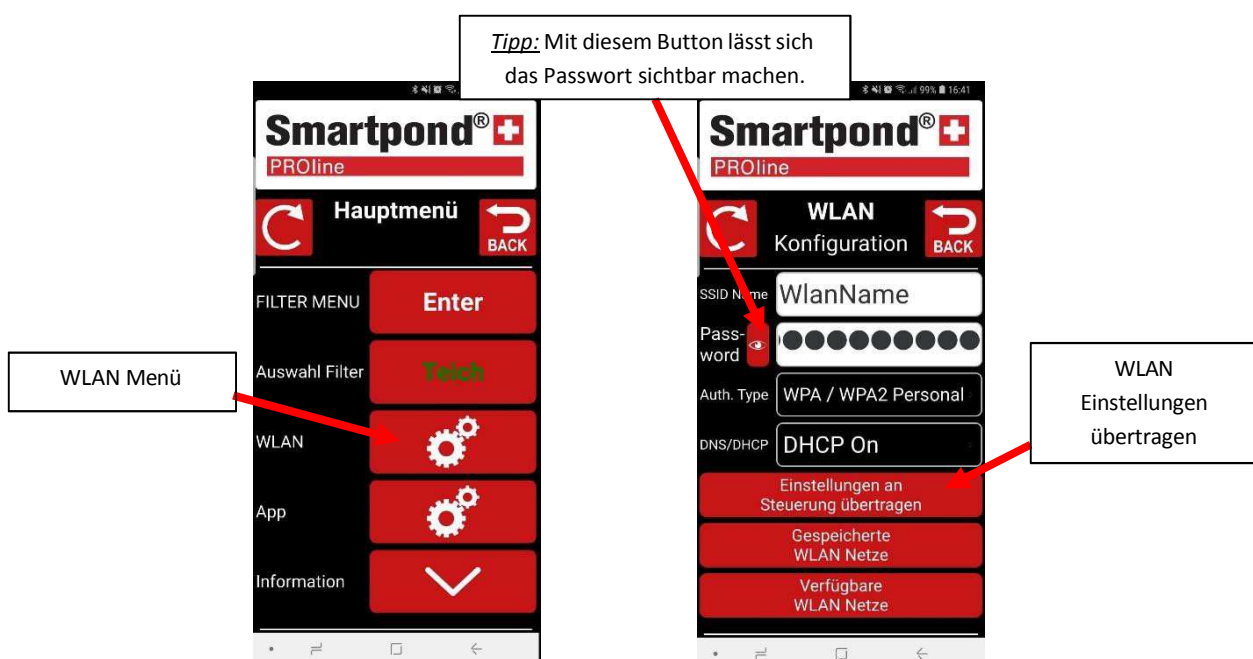 Tipp: Mit diesem Button lässt sich
das Passwort sichtbar machen.
Smartpond®
PROline
Hauptmenü
BACK
FILTER MENU
Enter
Auswahl Filter
Teich
WLAN
App
Information
WLAN Menü
99% 16:41
Smartpond®
PROline
WLAN
Konfiguration
BACK
SSID Name
WlanName
Pass-
word
Auth. Type
WPA / WPA2 Personal
DNS/DHCP
DHCP On
Einstellungen an
Steuerung übertragen
Gespeicherte
WLAN Netze
Verfügbare
WLAN Netze
WLAN
Einstellungen
übertragen